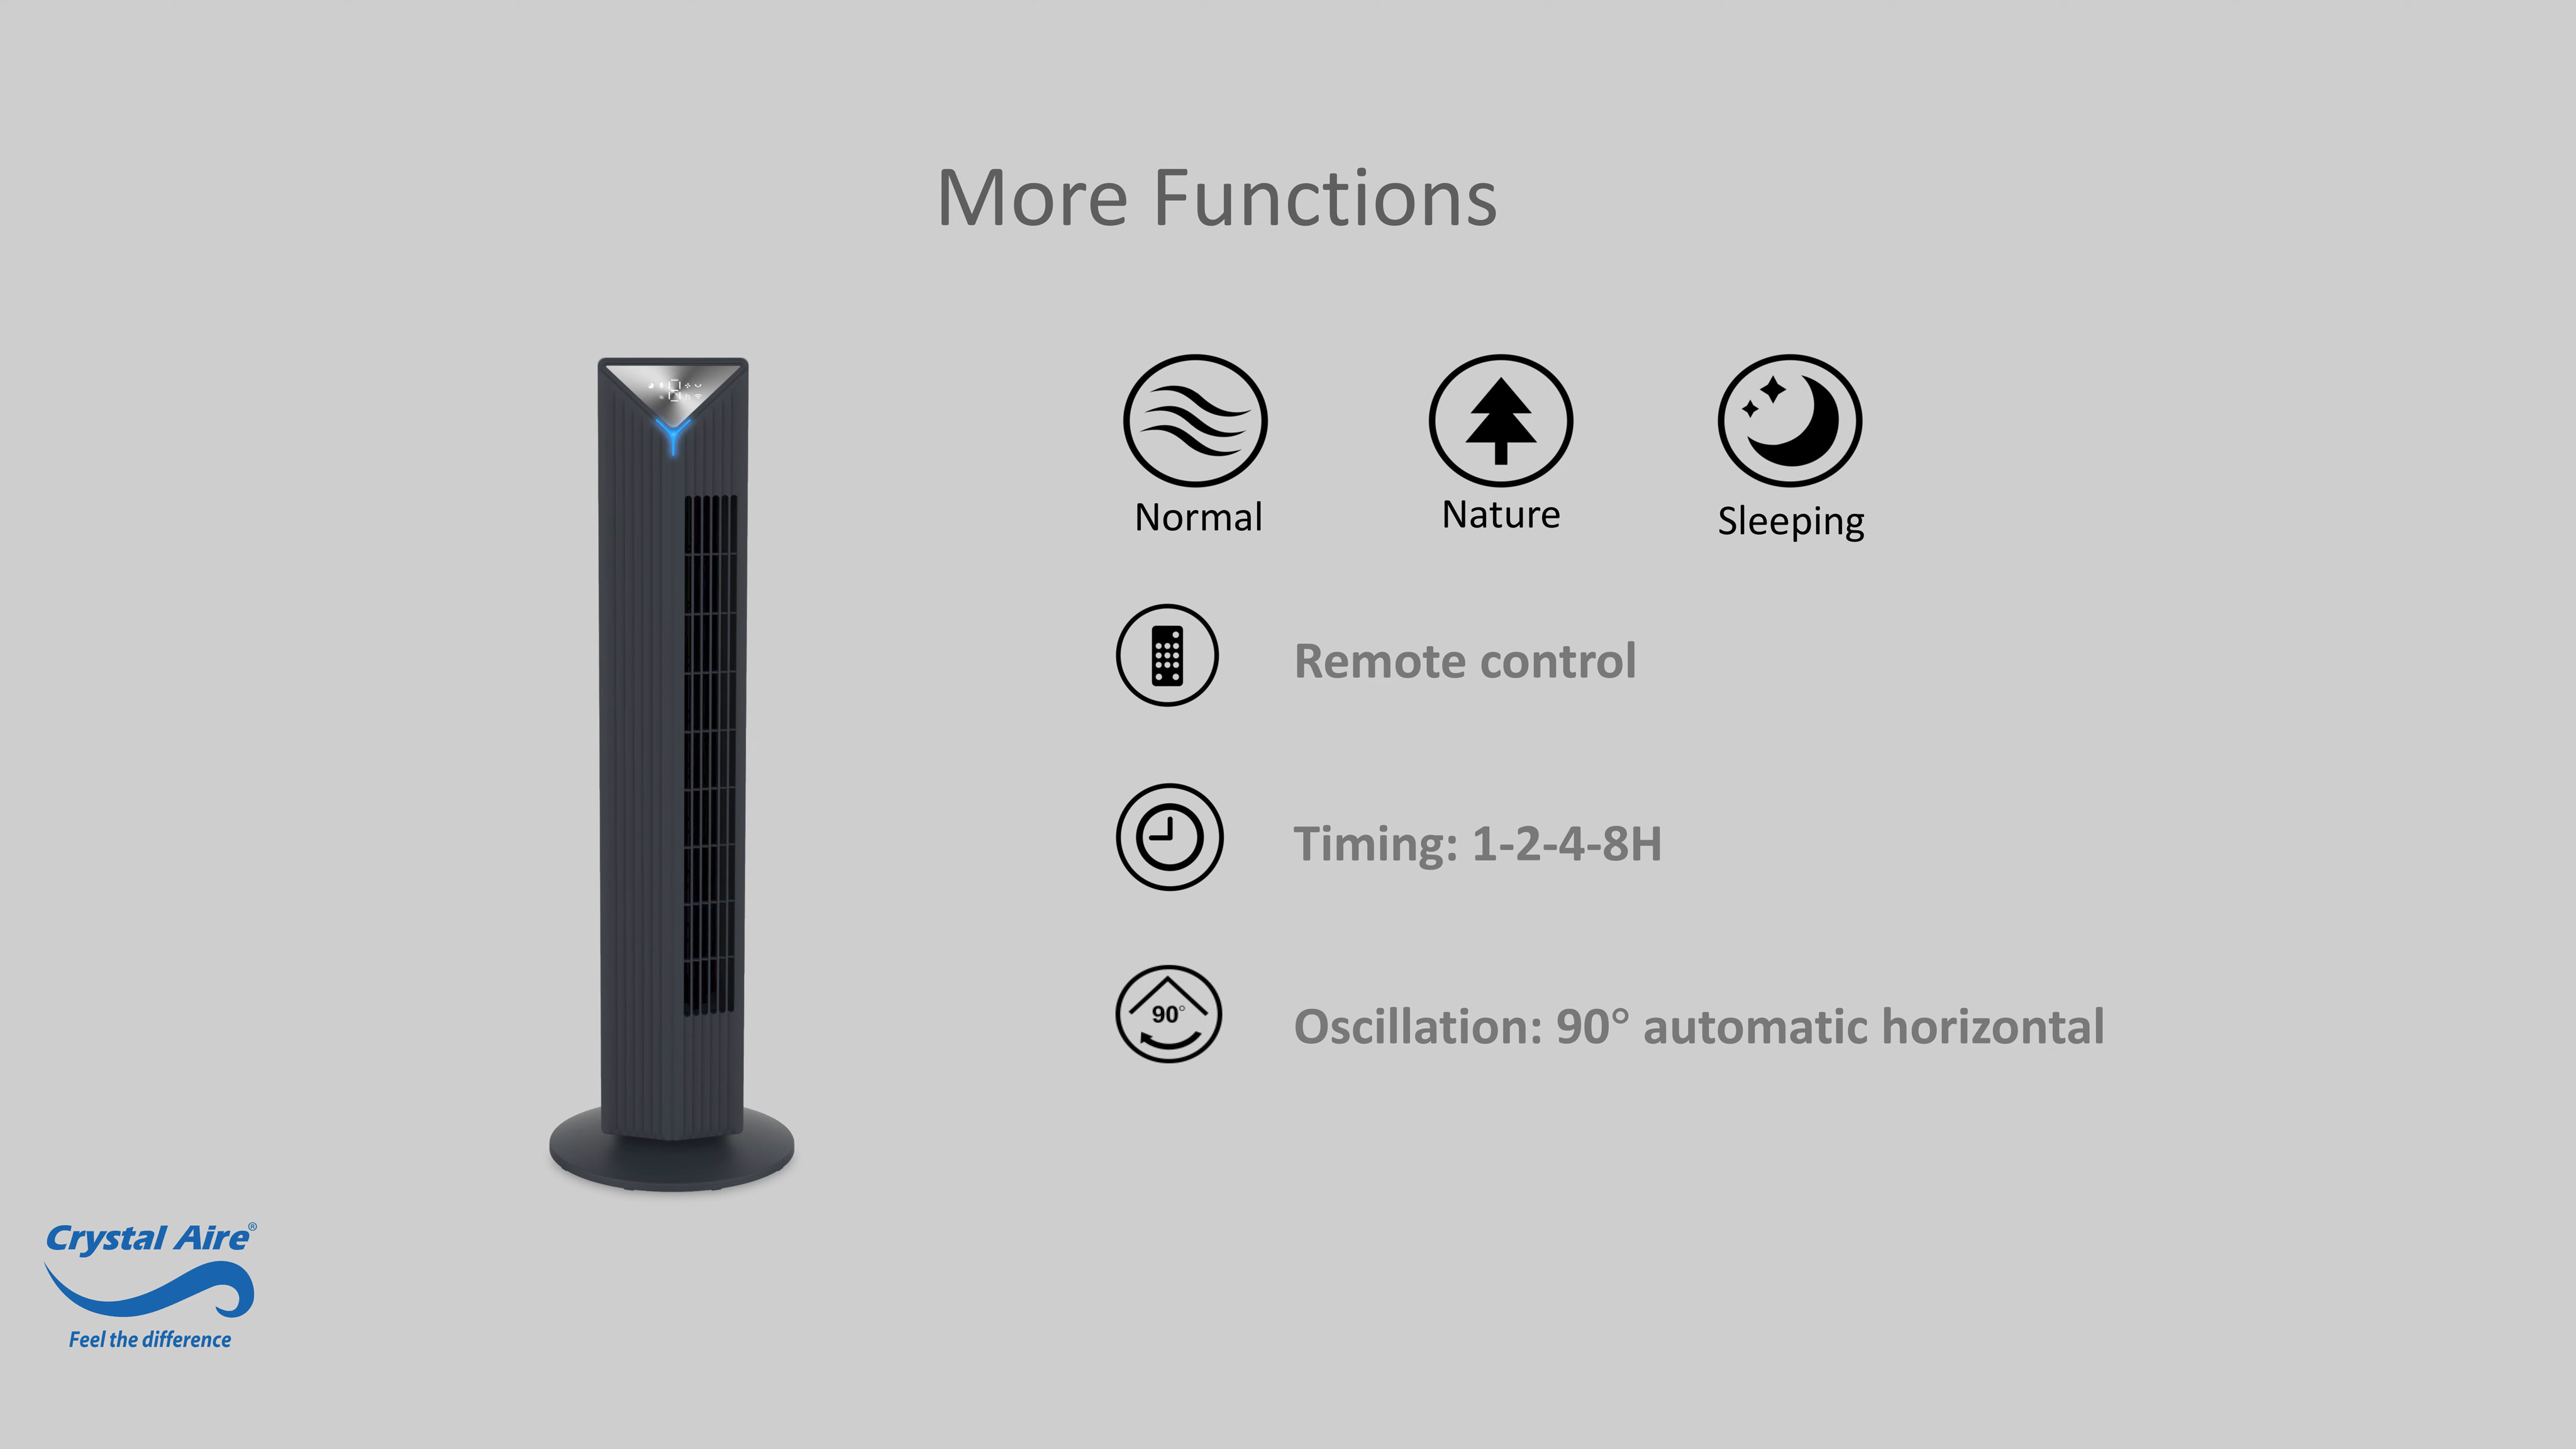 More Functions
Normal
Nature
Sleeping
Remote control
Timing: 1-2-4-8H
90°
Oscillation: 90° automatic horizontal
Crystal Aire®
Feel the difference